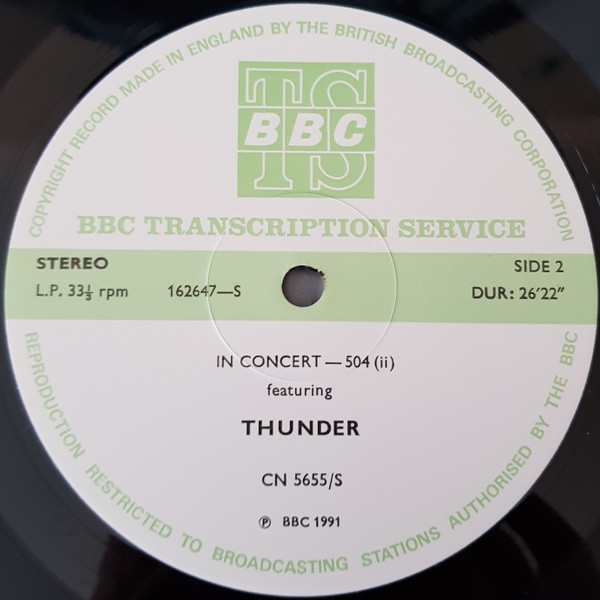 COPYRIGHT RECORD MADE IN ENGLAND BY THE BRITISH BROADCASTING CORPORATION
TS
BBC
BBC TRANSCRIPTION SERVICE
STEREO
SIDE 2
L.P. 33⅓ rpm
162647—S
DUR: 26'22"
IN CONCERT — 504 (ii)
featuring
THUNDER
CN 5655/S
℗ BBC 1991
REPRODUCTION RESTRICTED TO BROADCASTING STATIONS AUTHORISED BY THE BBC